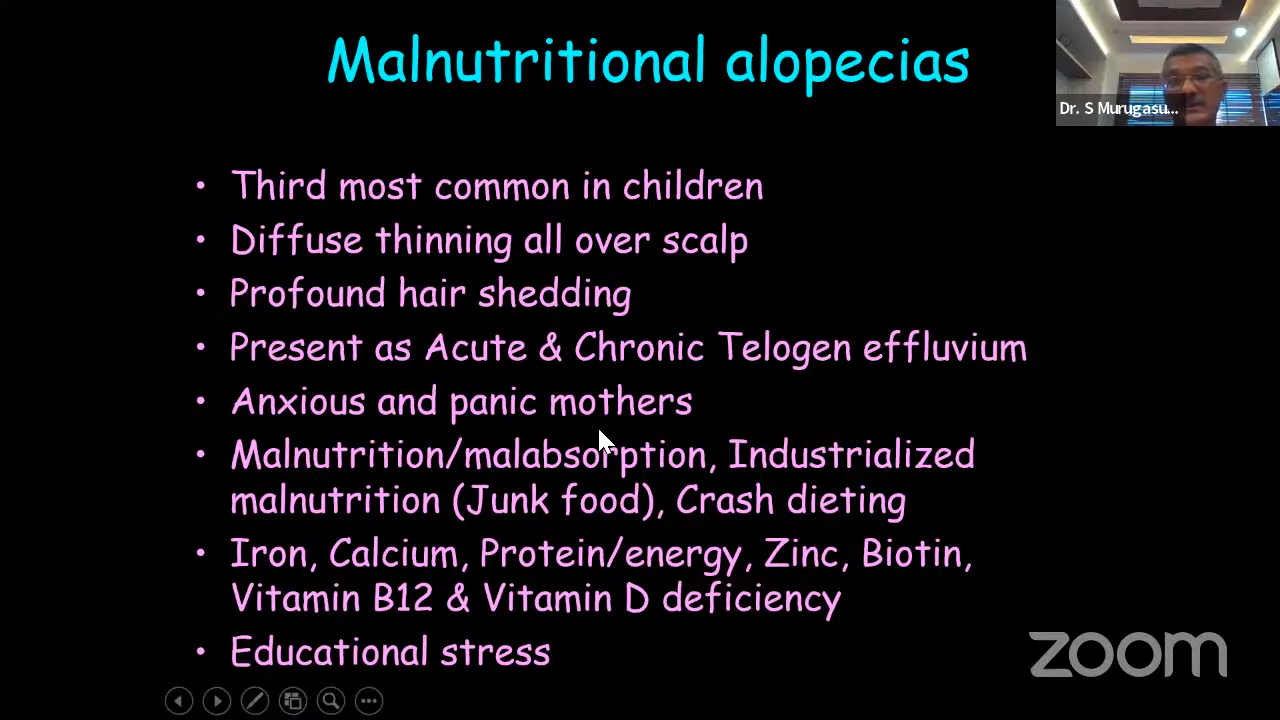 Malnutritional alopecias
Dr. S Murugasu...
• Third most common in children
• Diffuse thinning all over scalp
• Profound hair shedding
• Present as Acute & Chronic Telogen effluvium
• Anxious and panic mothers
• Malnutrition/malabsorption, Industrialized
malnutrition (Junk food), Crash dieting
• Iron, Calcium, Protein/energy, Zinc, Biotin,
Vitamin B12 & Vitamin D deficiency
• Educational stress
zoom